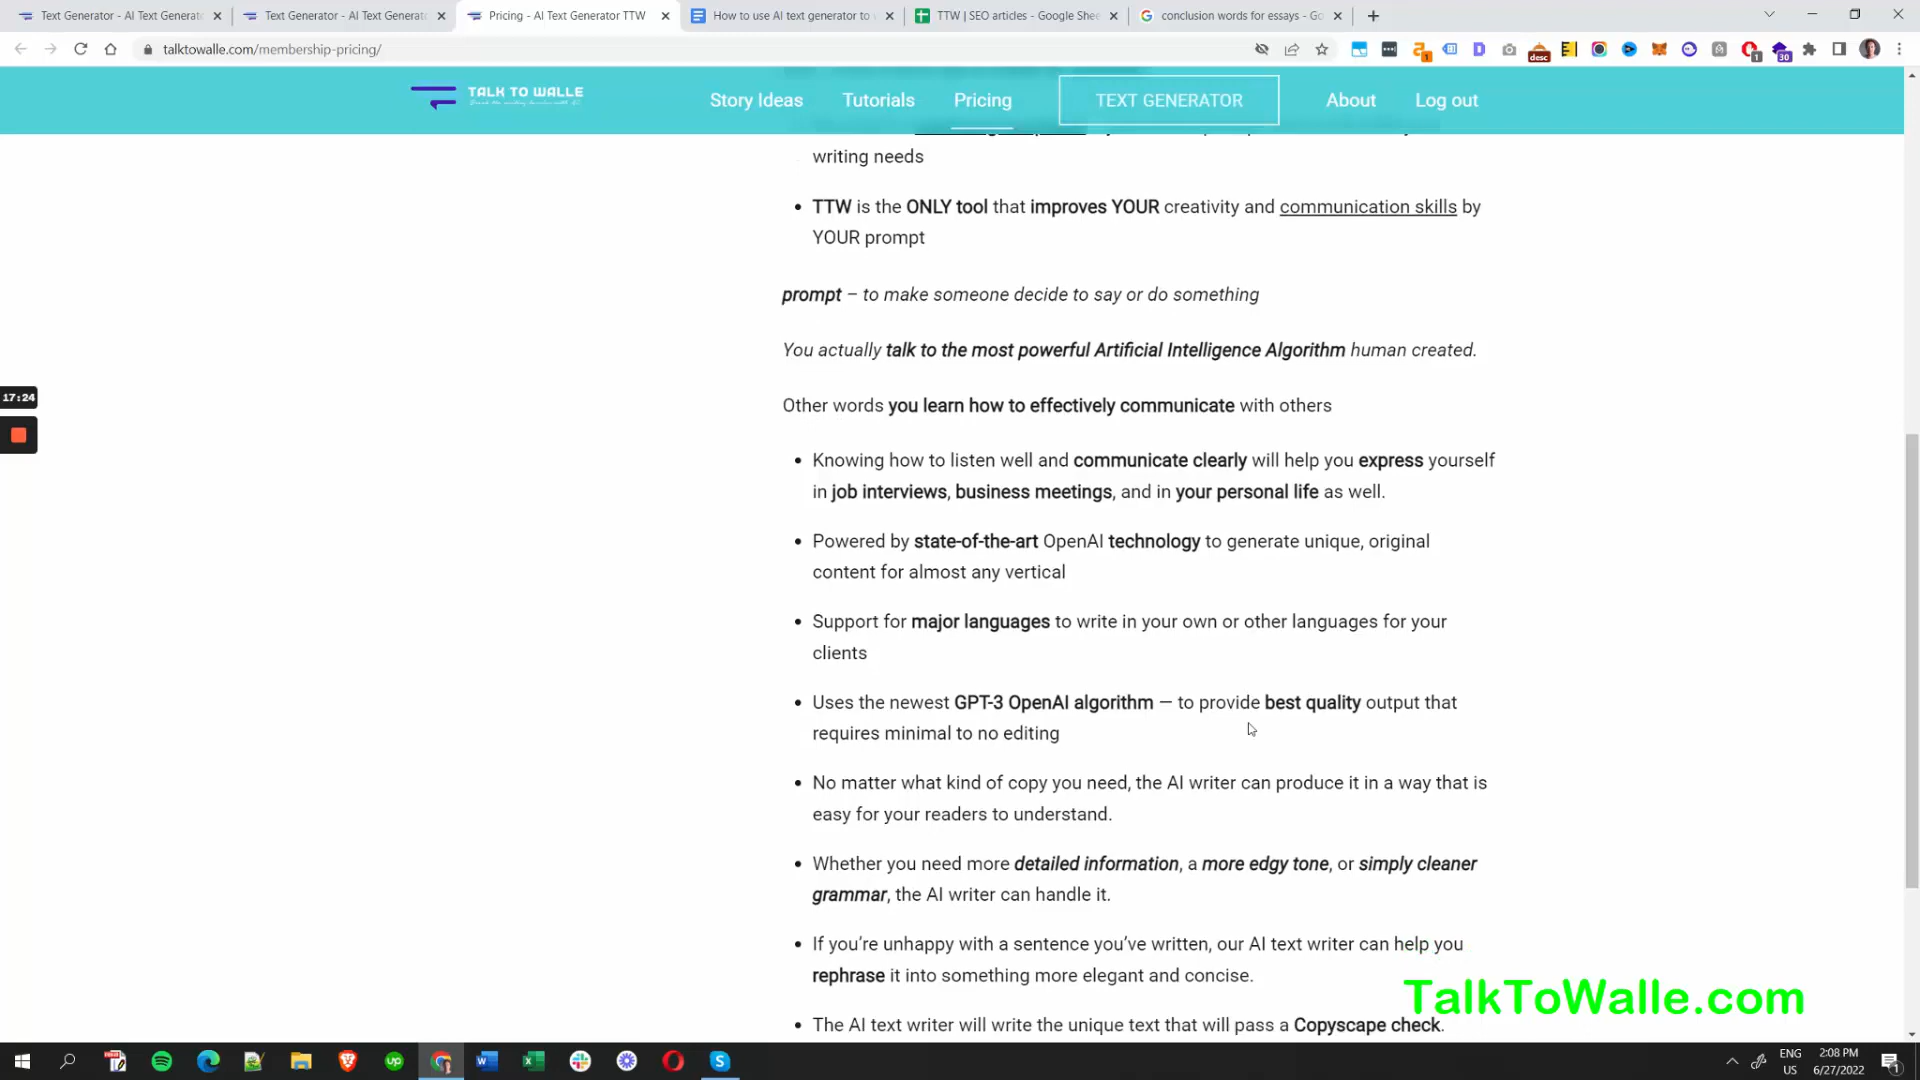 Text Generator - AI Text Generato
Text Generator - AI Text Generato
Pricing - AI Text Generator TTW
How to use AI text generator to
TTW | SEO articles - Google Shee
conclusion words for essays - Go
talktowalle.com/membership-pricing/
desc
1
30
TALK TO WALLE
Story Ideas
Tutorials
Pricing
TEXT GENERATOR
About
Log out
writing needs
• TTW is the ONLY tool that improves YOUR creativity and communication skills by
YOUR prompt
prompt – to make someone decide to say or do something
You actually talk to the most powerful Artificial Intelligence Algorithm human created.
17:24
Other words you learn how to effectively communicate with others
• Knowing how to listen well and communicate clearly will help you express yourself
in job interviews, business meetings, and in your personal life as well.
• Powered by state-of-the-art OpenAI technology to generate unique, original
content for almost any vertical
• Support for major languages to write in your own or other languages for your
clients
• Uses the newest GPT-3 OpenAI algorithm — to provide best quality output that
requires minimal to no editing
• No matter what kind of copy you need, the AI writer can produce it in a way that is
easy for your readers to understand.
• Whether you need more detailed information, a more edgy tone, or simply cleaner
grammar, the AI writer can handle it.
• If you're unhappy with a sentence you've written, our AI text writer can help you
rephrase it into something more elegant and concise.
TalkToWalle.com
• The AI text writer will write the unique text that will pass a Copyscape check.
ENG
US
2:08 PM
6/27/2022